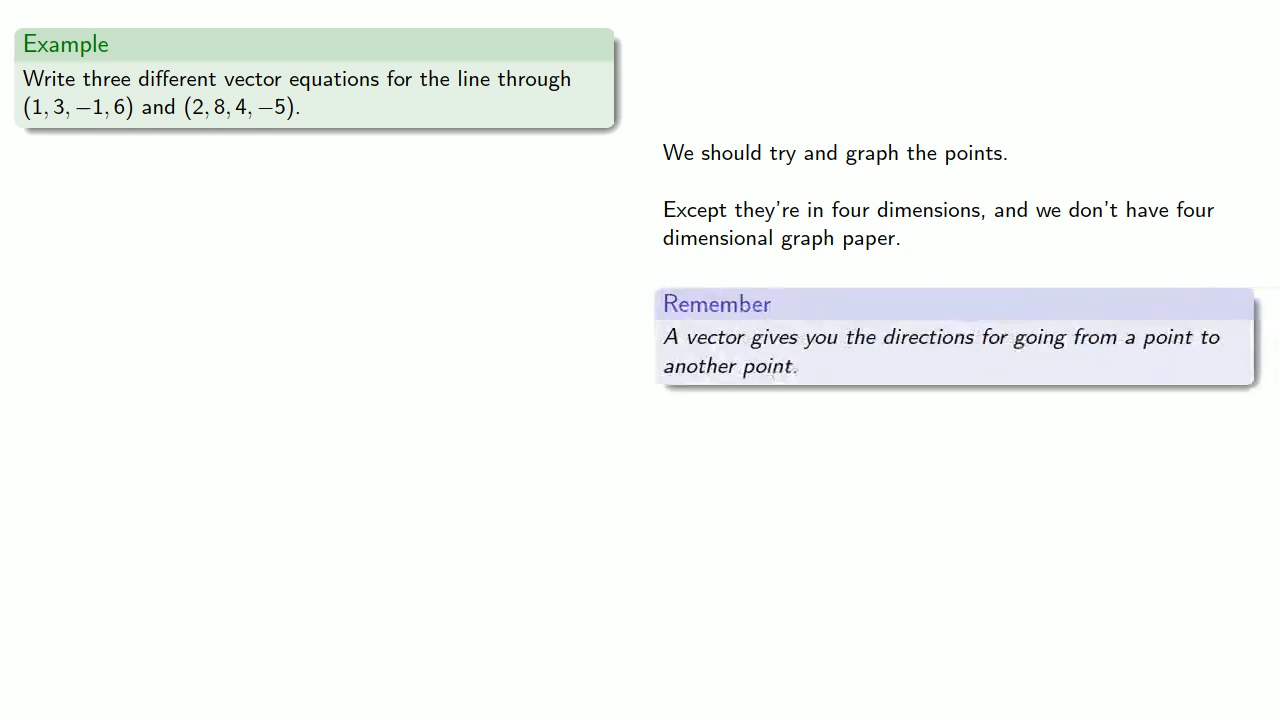 Example
Write three different vector equations for the line through
(1, 3, −1, 6) and (2, 8, 4, −5).
We should try and graph the points.
Except they're in four dimensions, and we don't have four
dimensional graph paper.
Remember
A vector gives you the directions for going from a point to
another point.